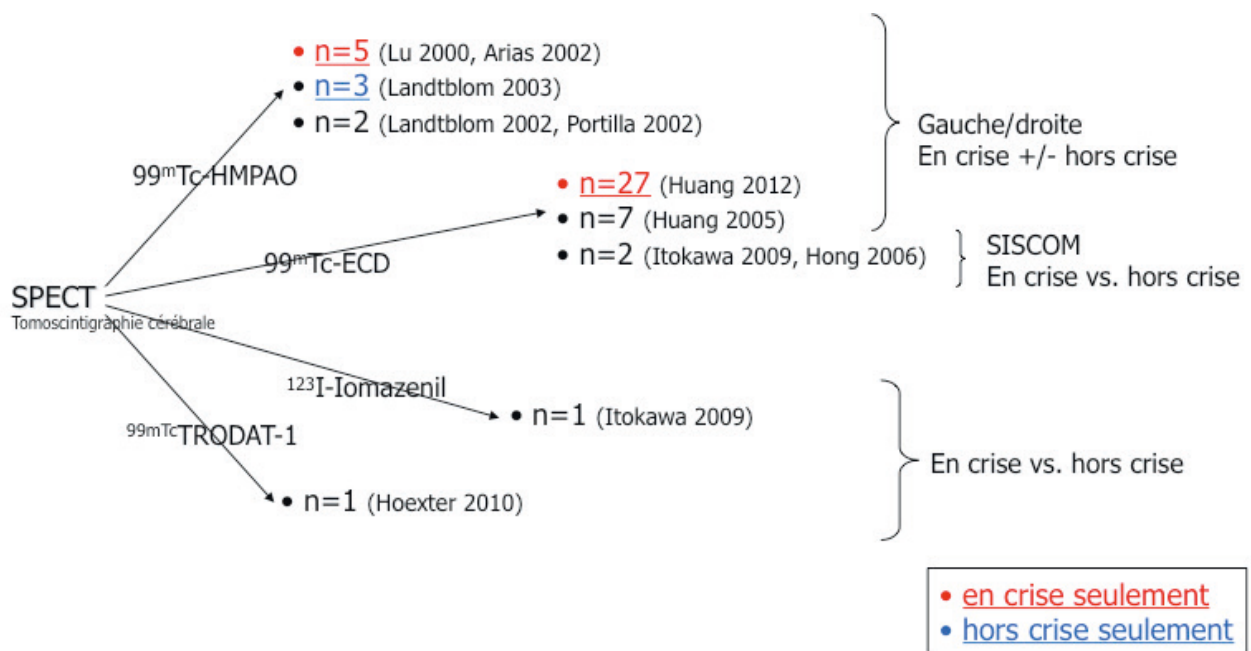 • n=5 (Lu 2000, Arias 2002)
• n=3 (Landtblom 2003)
• n=2 (Landtblom 2002, Portilla 2002)
Gauche/droite
En crise +/- hors crise
99ᵐTc-HMPAO
• n=27 (Huang 2012)
• n=7 (Huang 2005)
• n=2 (Itokawa 2009, Hong 2006)
SISCOM
En crise vs. hors crise
99ᵐTc-ECD
SPECT
Tomoscintigraphie cérébrale
¹²³I-Iomazenil
• n=1 (Itokawa 2009)
⁹⁹ᵐᵀᶜTRODAT-1
• n=1 (Hoexter 2010)
En crise vs. hors crise
• en crise seulement
• hors crise seulement